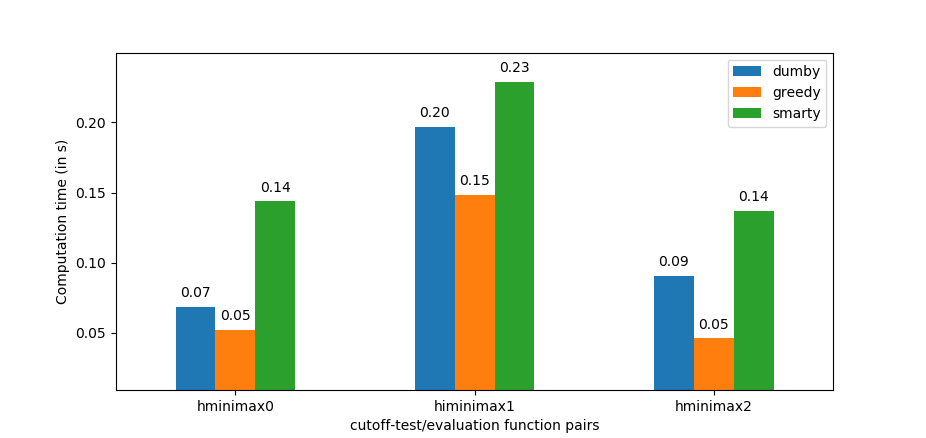 dumby
greedy
smarty
Computation time (in s)
0.20
0.15
0.10
0.05
0.07
0.05
0.14
0.20
0.15
0.23
0.09
0.05
0.14
hminimax0
himinimax1
hminimax2
cutoff-test/evaluation function pairs